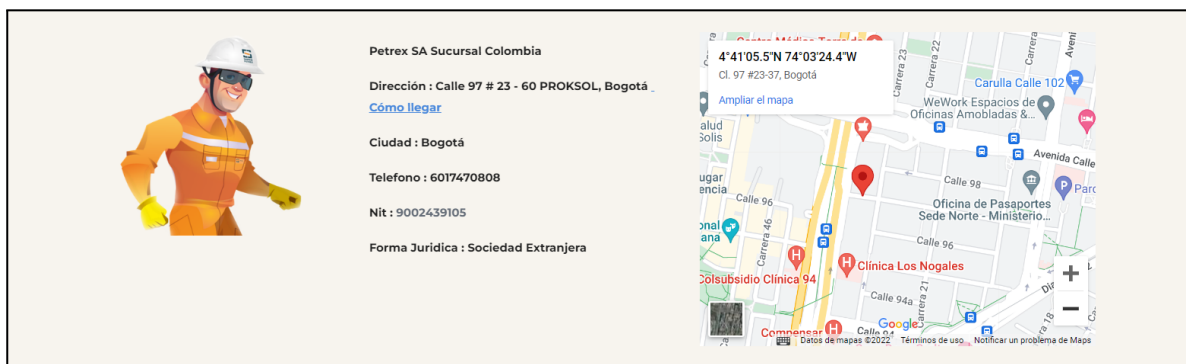 Petrex SA Sucursal Colombia
Dirección : Calle 97 # 23 - 60 PROKSOL, Bogotá
Cómo llegar
Ciudad : Bogotá
Telefono : 6017470808
Nit : 9002439105
Forma Juridica : Sociedad Extranjera
4°41'05.5"N 74°03'24.4"W
Cl. 97 #23-37, Bogotá
Ampliar el mapa
Carrera 23
Carrera 22
Carulla Calle 102
WeWork Espacios de
Oficinas Amobladas &...
Solis
Avenida Calle
Calle 98
Calle 96
Carrera 46
Oficina de Pasaportes
Sede Norte - Ministerio...
Calle 96
Clínica Los Nogales
Colsubsidio Clínica 94
Calle 94a
Carrera 21
Compensar
Google
Datos de mapas ©2022
Términos de uso
Notificar un problema de Maps